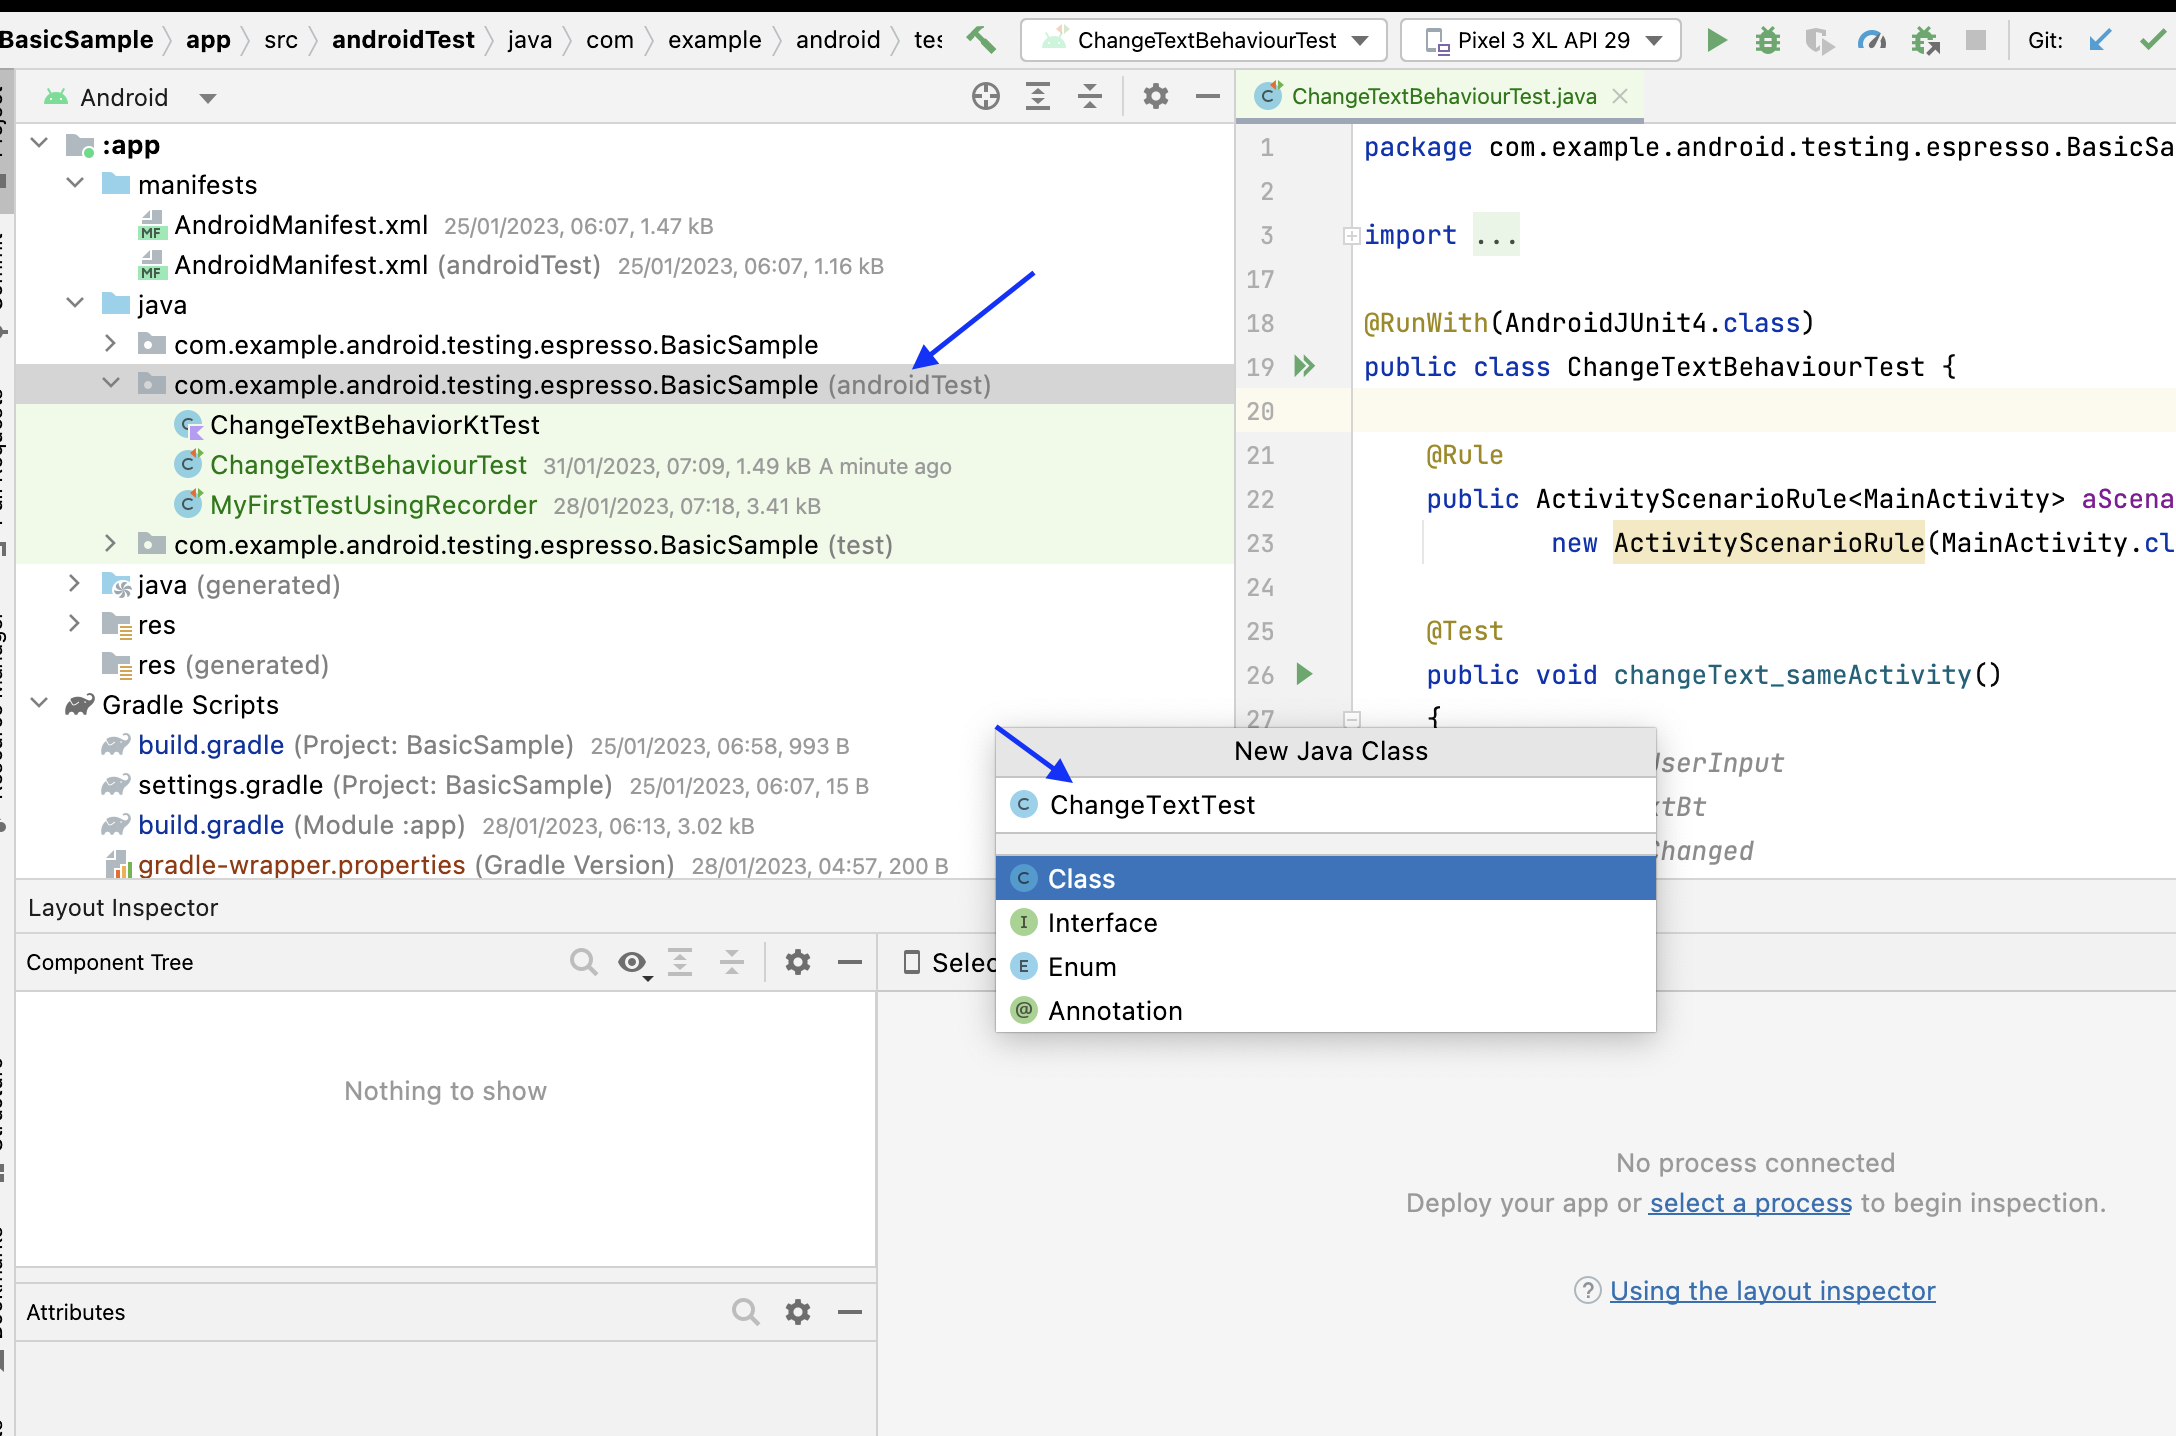 BasicSample app src androidTest java com example android tes ChangeTextBehaviourTest Pixel 3 XL API 29 Git:
Android
:app
manifests
AndroidManifest.xml 25/01/2023, 06:07, 1.47 kB
AndroidManifest.xml (androidTest) 25/01/2023, 06:07, 1.16 kB
java
com.example.android.testing.espresso.BasicSample
com.example.android.testing.espresso.BasicSample (androidTest)
ChangeTextBehaviorKtTest
ChangeTextBehaviourTest 31/01/2023, 07:09, 1.49 kB A minute ago
MyFirstTestUsingRecorder 28/01/2023, 07:18, 3.41 kB
com.example.android.testing.espresso.BasicSample (test)
java (generated)
res
res (generated)
Gradle Scripts
build.gradle (Project: BasicSample) 25/01/2023, 06:58, 993 B
settings.gradle (Project: BasicSample) 25/01/2023, 06:07, 15 B
build.gradle (Module :app) 28/01/2023, 06:13, 3.02 kB
gradle-wrapper.properties (Gradle Version) 28/01/2023, 04:57, 200 B
ChangeTextBehaviourTest.java
1 package com.example.android.testing.espresso.BasicSa
2
3 import ...
17
18 @RunWith(AndroidJUnit4.class)
19 public class ChangeTextBehaviourTest {
20
21 @Rule
22 public ActivityScenarioRule<MainActivity> aScena
23 new ActivityScenarioRule(MainActivity.cl
24
25 @Test
26 public void changeText_sameActivity()
27 {
serInput
tBt
Changed
New Java Class
ChangeTextTest
Class
Interface
Enum
Annotation
Layout Inspector
Component Tree
Selec
Nothing to show
No process connected
Deploy your app or select a process to begin inspection.
Using the layout inspector
Attributes